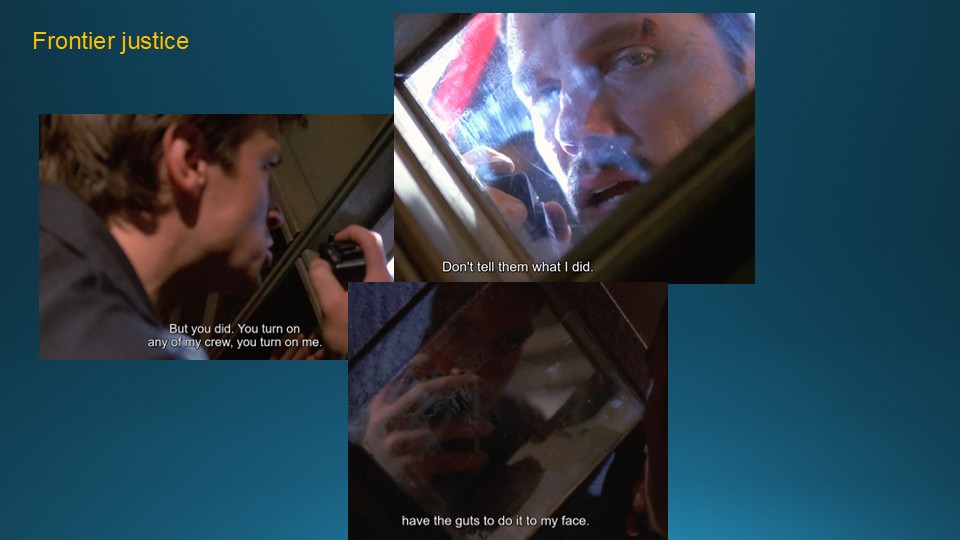 Frontier justice
Don't tell them what I did.
But you did. You turn on
any of my crew, you turn on me.
have the guts to do it to my face.